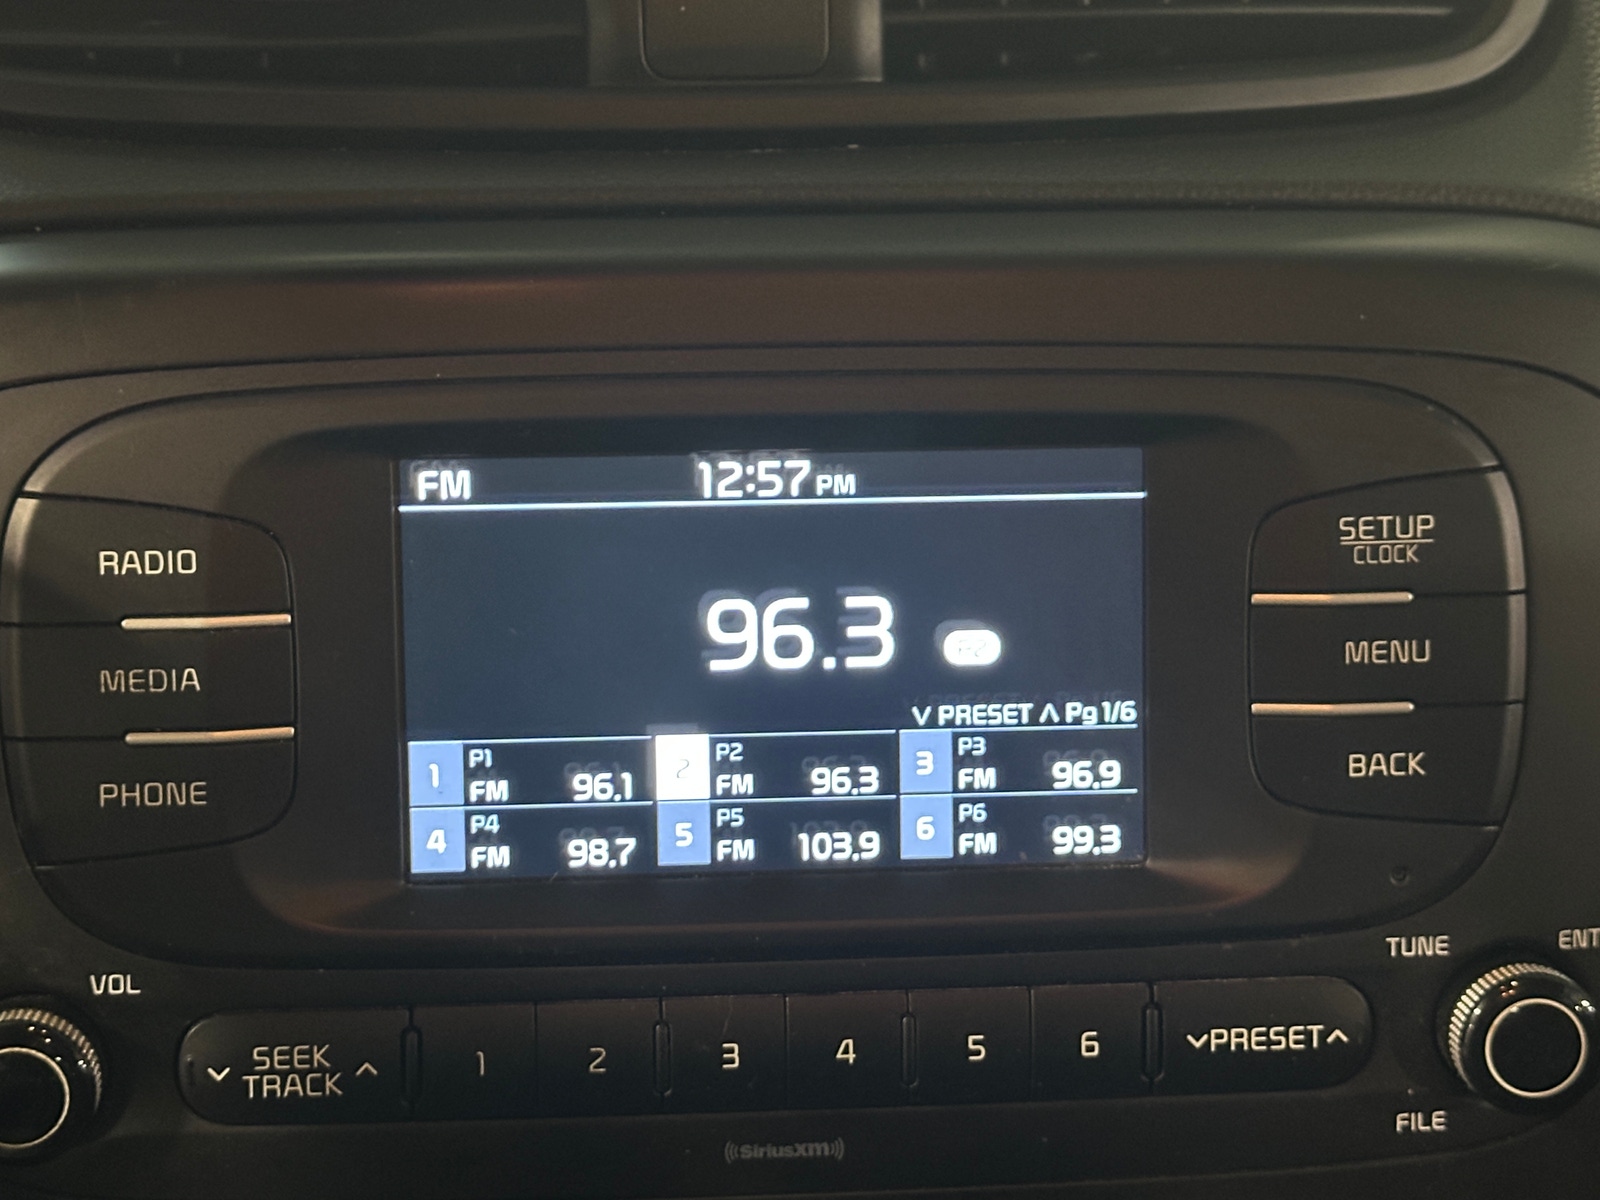 FM 12:57 PM
96.3 P2
∨ PRESET ∧ Pg 1/6
1 P1 FM 96.1
2 P2 FM 96.3
3 P3 FM 96.9
4 P4 FM 98.7
5 P5 FM 103.9
6 P6 FM 99.3
RADIO
MEDIA
PHONE
SETUP
CLOCK
MENU
BACK
VOL
∨ SEEK ∧
TRACK
1 2 3 4 5 6
∨PRESET∧
TUNE
FILE
((SiriusXM))